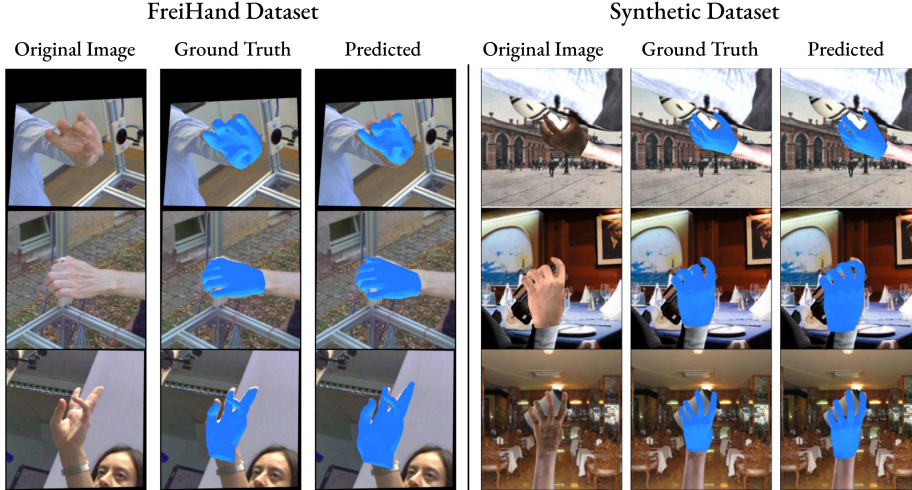 FreiHand Dataset
Synthetic Dataset
Original Image
Ground Truth
Predicted
Original Image
Ground Truth
Predicted